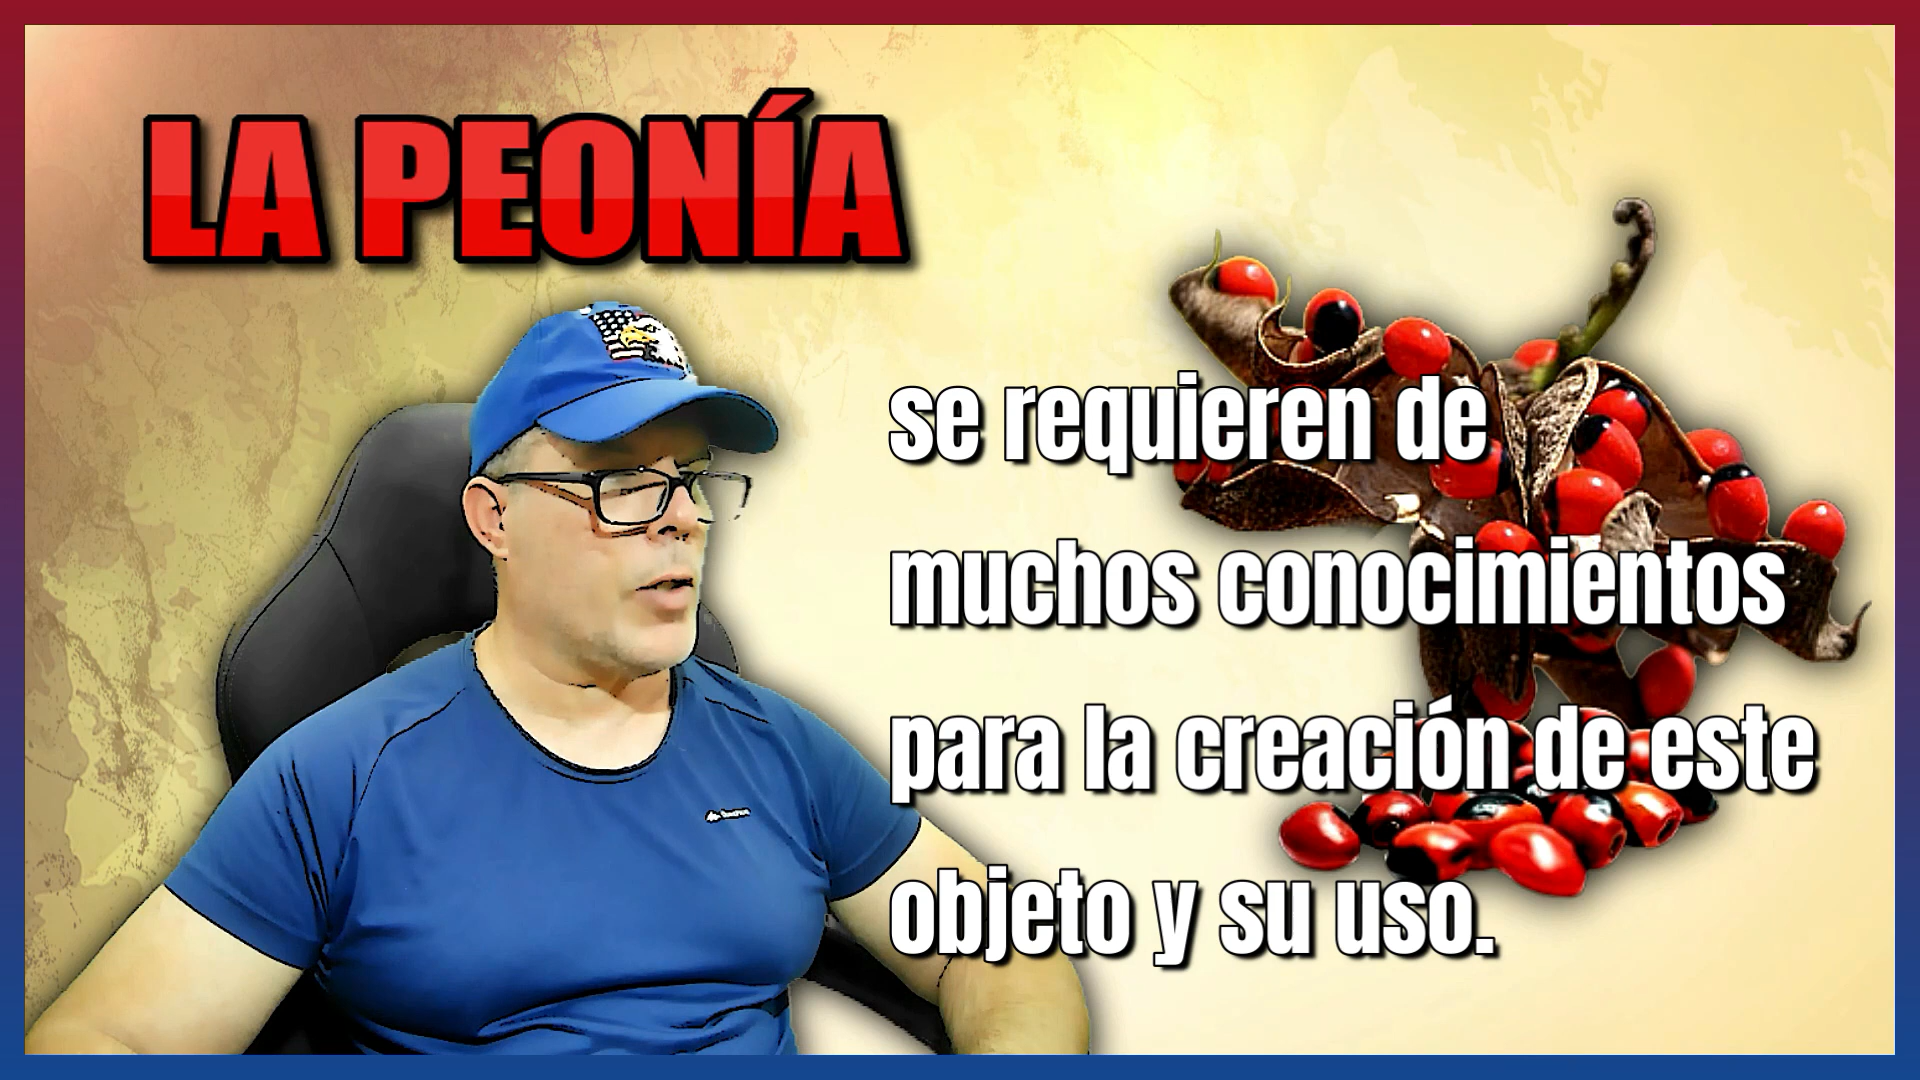 LA PEONÍA
se requieren de
muchos conocimientos
para la creación de este
objeto y su uso.